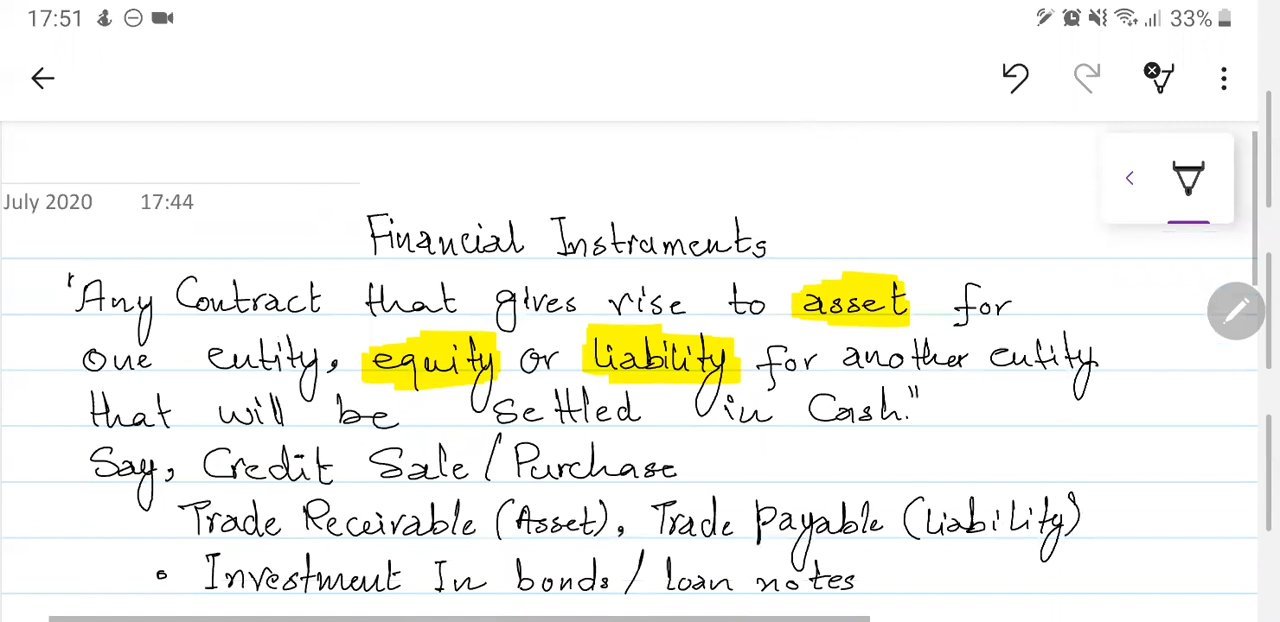 17:51 33%
July 2020 17:44
Financial Instruments
"Any Contract that gives rise to asset for
one entity, equity or liability for another entity
that will be settled in Cash."
Say, Credit Sale/Purchase
Trade Receivable (Asset), Trade payable (Liability)
• Investment In bonds/loan notes